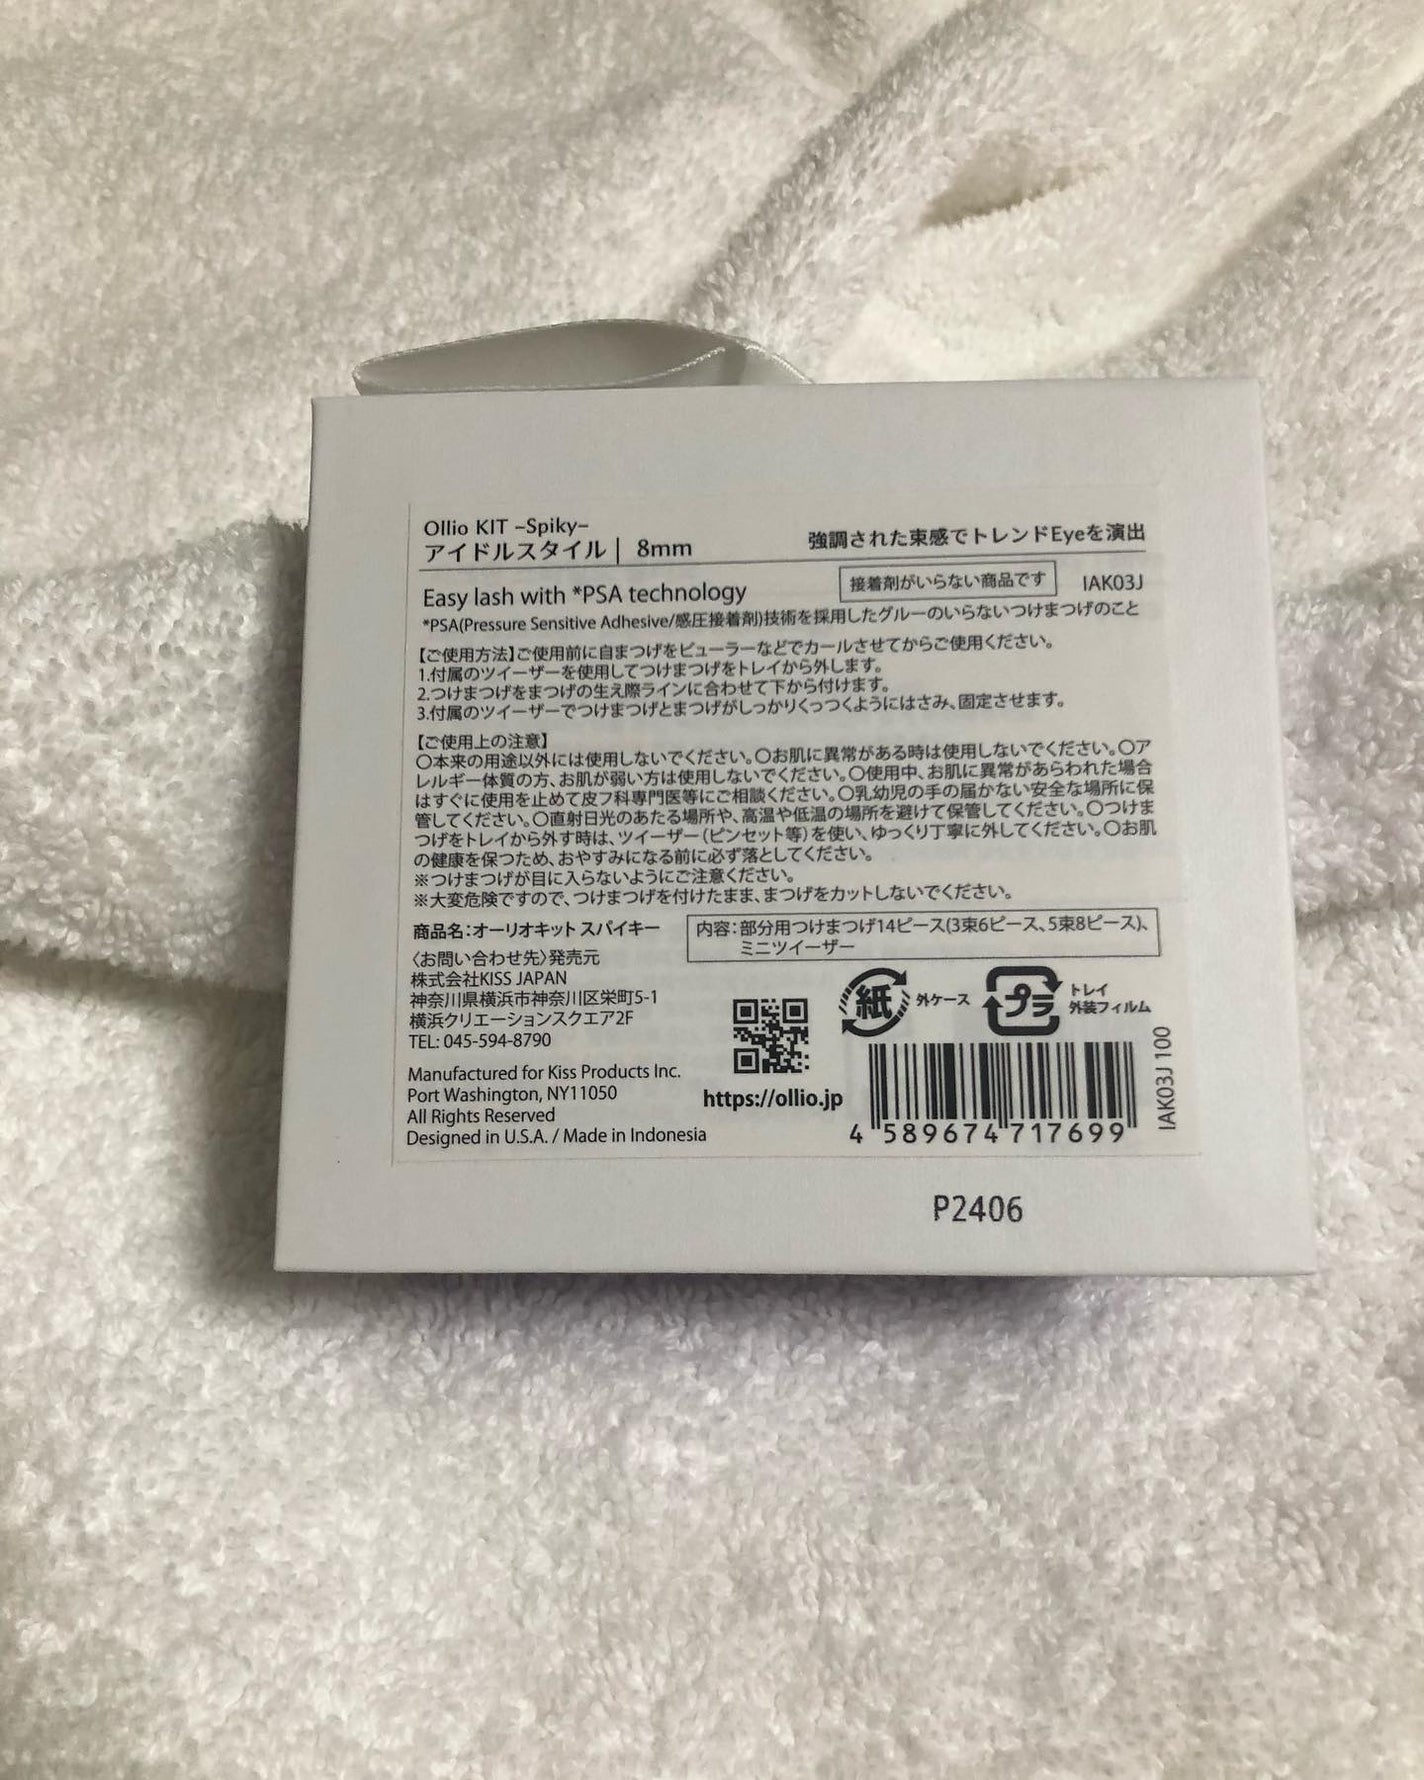 Ollio KIT –Spiky–
アイドルスタイル | 8mm
強調された束感でトレンドEyeを演出
Easy lash with *PSA technology
接着剤がいらない商品です
IAK03J
*PSA(Pressure Sensitive Adhesive/感圧接着剤)技術を採用したグルーのいらないつけまつげのこと
【ご使用方法】ご使用前に自まつげをビューラーなどでカールさせてからご使用ください。
1.付属のツイーザーを使用してつけまつげをトレイから外します。
2.つけまつげをまつげの生え際ラインに合わせて下から付けます。
3.付属のツイーザーでつけまつげとまつげがしっかりくっつくようにはさみ、固定させます。
【ご使用上の注意】
〇本来の用途以外には使用しないでください。〇お肌に異常がある時は使用しないでください。〇ア
レルギー体質の方、お肌が弱い方は使用しないでください。〇使用中、お肌に異常があらわれた場合
はすぐに使用を止めて皮フ科専門医等にご相談ください。〇乳幼児の手の届かない安全な場所に保
管してください。〇直射日光のあたる場所や、高温や低温の場所を避けて保管してください。〇つけま
つげをトレイから外す時は、ツイーザー(ピンセット等)を使い、ゆっくり丁寧に外してください。〇お肌
の健康を保つため、おやすみになる前に必ず落としてください。
※つけまつげが目に入らないようにご注意ください。
※大変危険ですので、つけまつげを付けたまま、まつげをカットしないでください。
商品名:オーリオキット スパイキー
内容:部分用つけまつげ14ピース(3束6ピース、5束8ピース)、
ミニツイーザー
〈お問い合わせ先〉発売元
株式会社KISS JAPAN
神奈川県横浜市神奈川区栄町5-1
横浜クリエーションスクエア2F
TEL: 045-594-8790
紙
外ケース
プラ
トレイ
外装フィルム
Manufactured for Kiss Products Inc.
Port Washington, NY11050
All Rights Reserved
Designed in U.S.A. / Made in Indonesia
https://ollio.jp
4 589674 717699
IAK03J 100
P2406